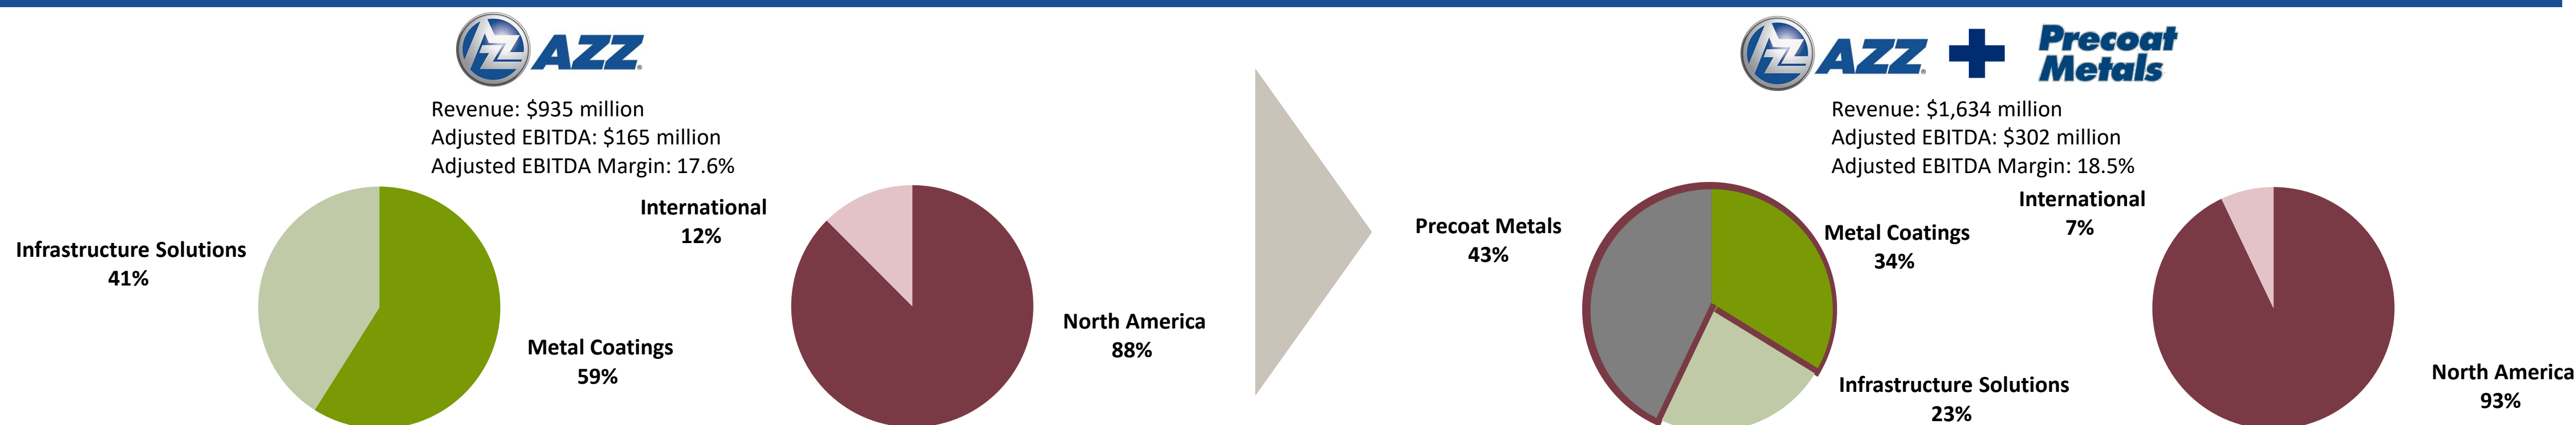 AZZ
Revenue: $935 million
Adjusted EBITDA: $165 million
Adjusted EBITDA Margin: 17.6%
Infrastructure Solutions
41%
Metal Coatings
59%
International
12%
North America
88%
AZZ
Precoat
Metals
Revenue: $1,634 million
Adjusted EBITDA: $302 million
Adjusted EBITDA Margin: 18.5%
Precoat Metals
43%
Metal Coatings
34%
Infrastructure Solutions
23%
International
7%
North America
93%